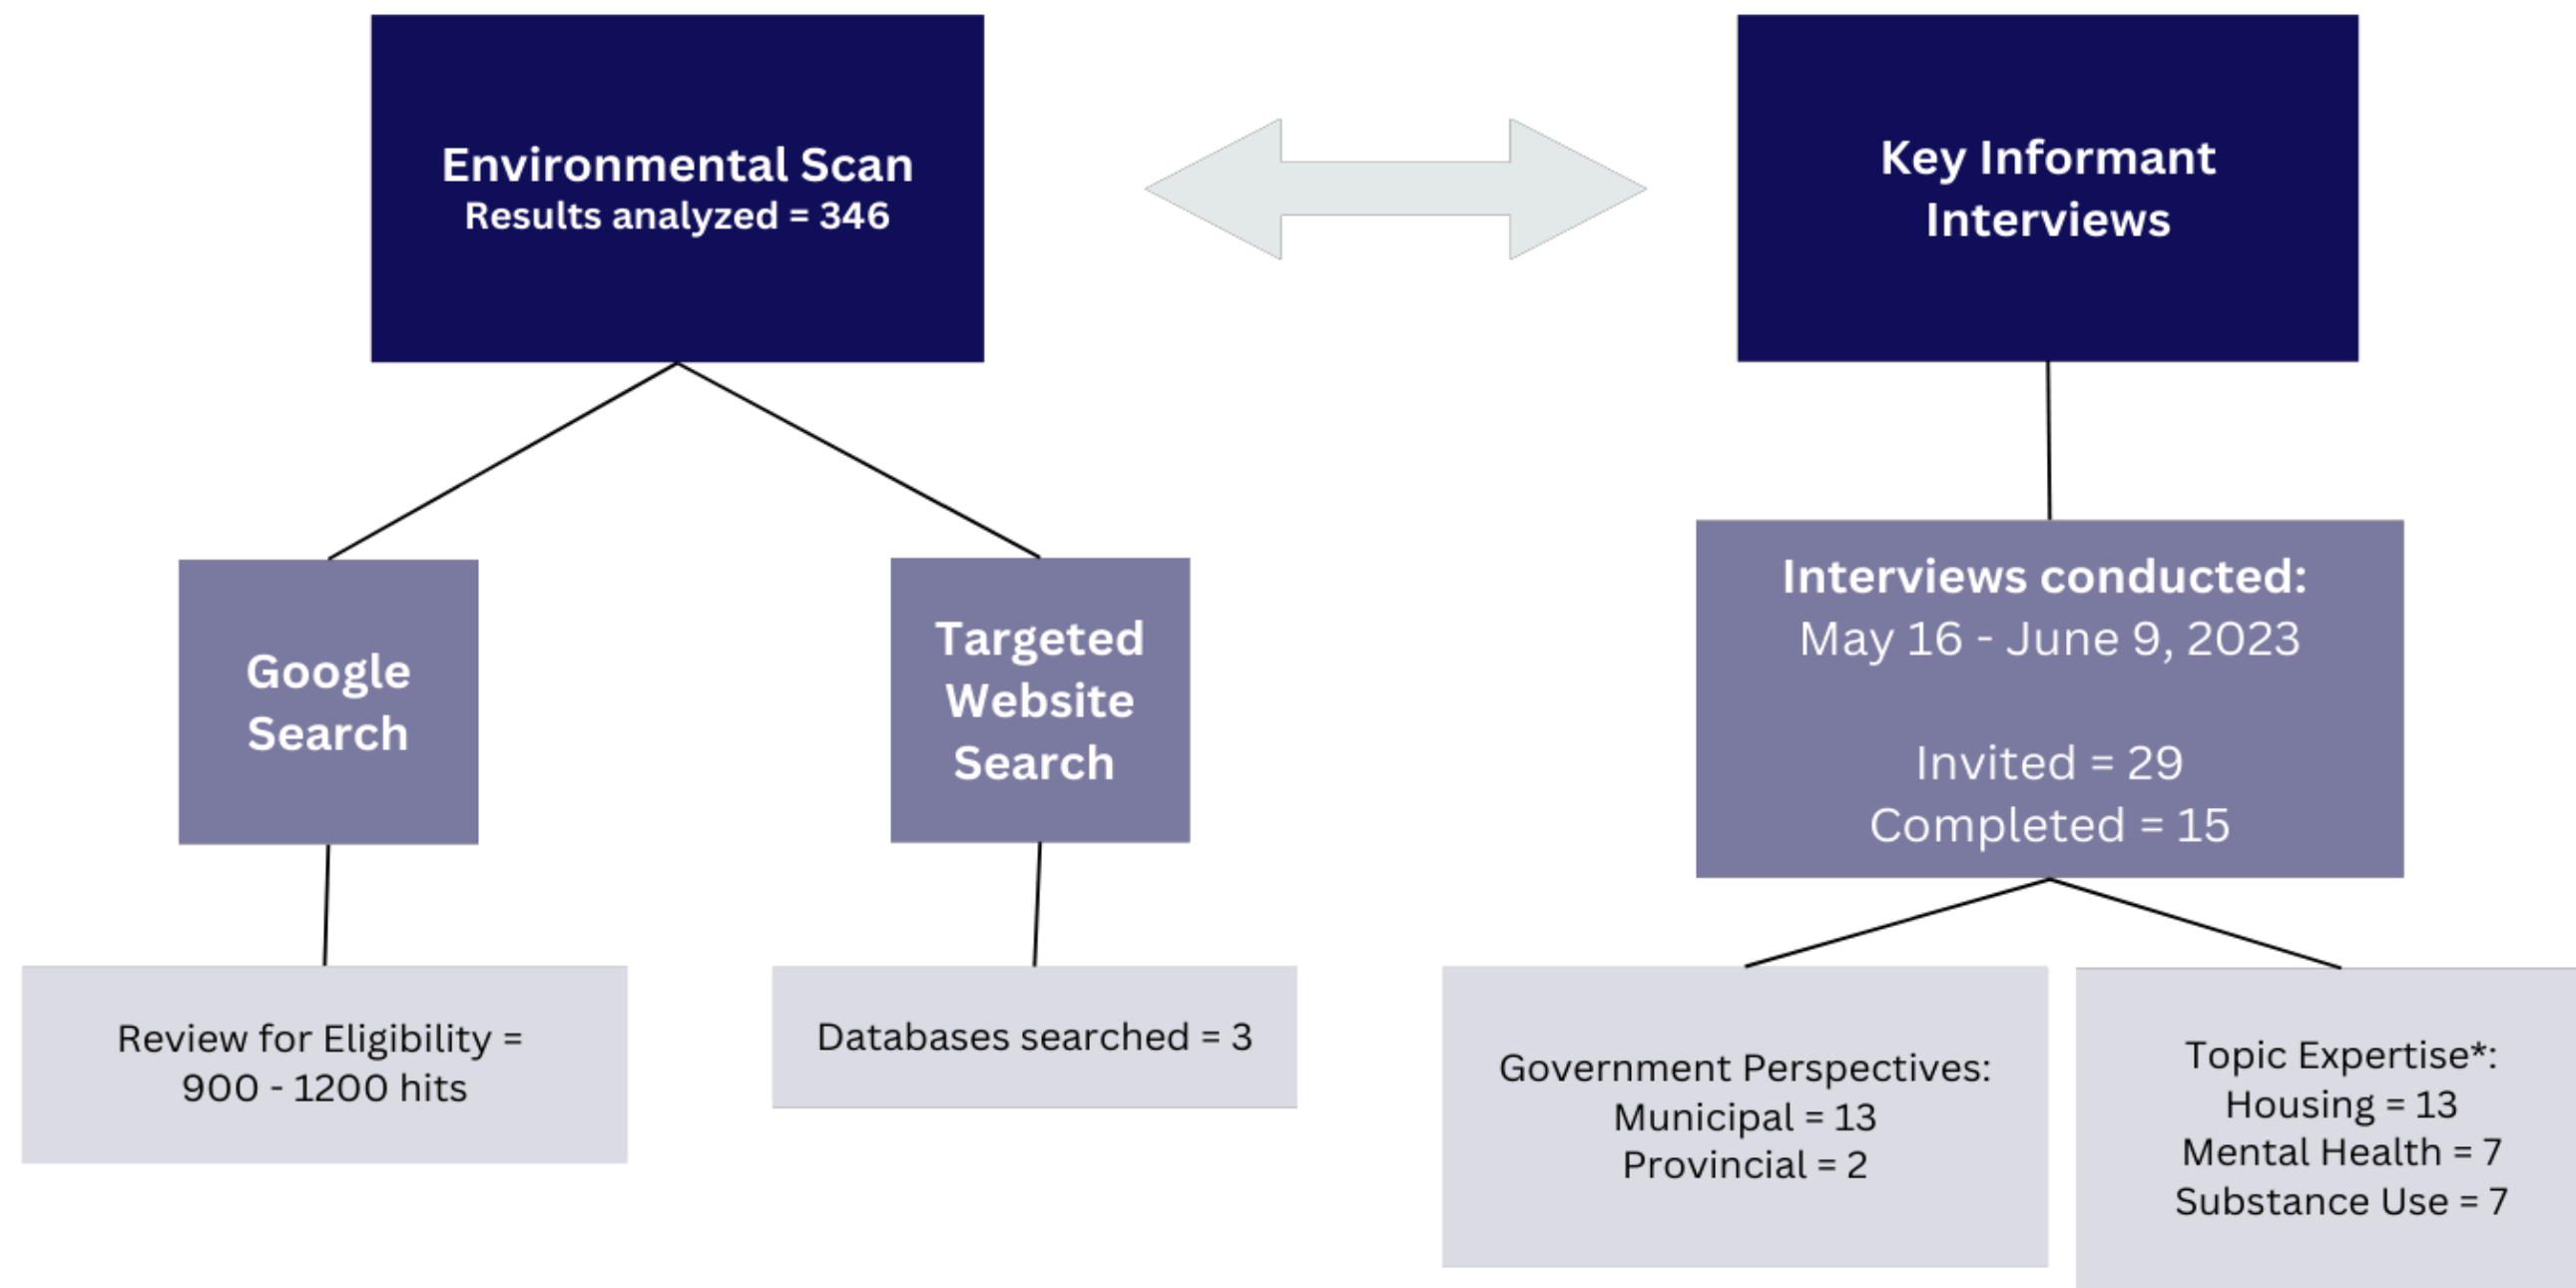 Environmental Scan
Results analyzed = 346
Key Informant
Interviews
Google
Search
Targeted
Website
Search
Interviews conducted:
May 16 - June 9, 2023
Invited = 29
Completed = 15
Review for Eligibility =
900 - 1200 hits
Databases searched = 3
Government Perspectives:
Municipal = 13
Provincial = 2
Topic Expertise*:
Housing = 13
Mental Health = 7
Substance Use = 7